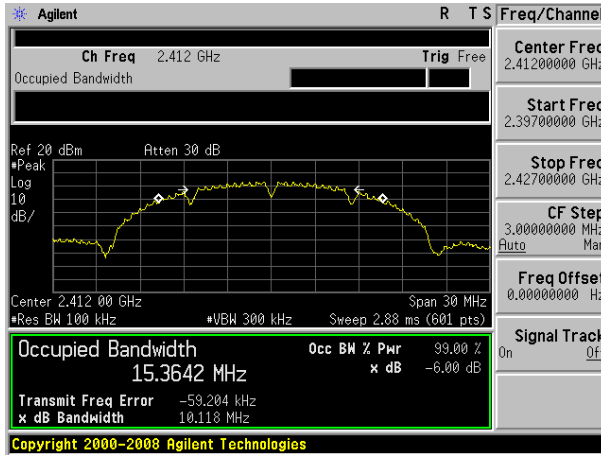 Agilent R T S Freq/Channel
Ch Freq 2.412 GHz Trig Free
Occupied Bandwidth
Center Freq
2.41200000 GHz
Start Freq
2.39700000 GHz
Stop Freq
2.42700000 GHz
CF Step
3.00000000 MHz
Auto Man
Freq Offset
0.00000000 Hz
Signal Track
On Off
Ref 20 dBm Atten 30 dB
#Peak
Log
10
dB/
Center 2.412 00 GHz Span 30 MHz
#Res BW 100 kHz #VBW 300 kHz Sweep 2.88 ms (601 pts)
Occupied Bandwidth Occ BW % Pwr 99.00 %
15.3642 MHz x dB -6.00 dB
Transmit Freq Error -59.204 kHz
x dB Bandwidth 10.118 MHz
Copyright 2000-2008 Agilent Technologies